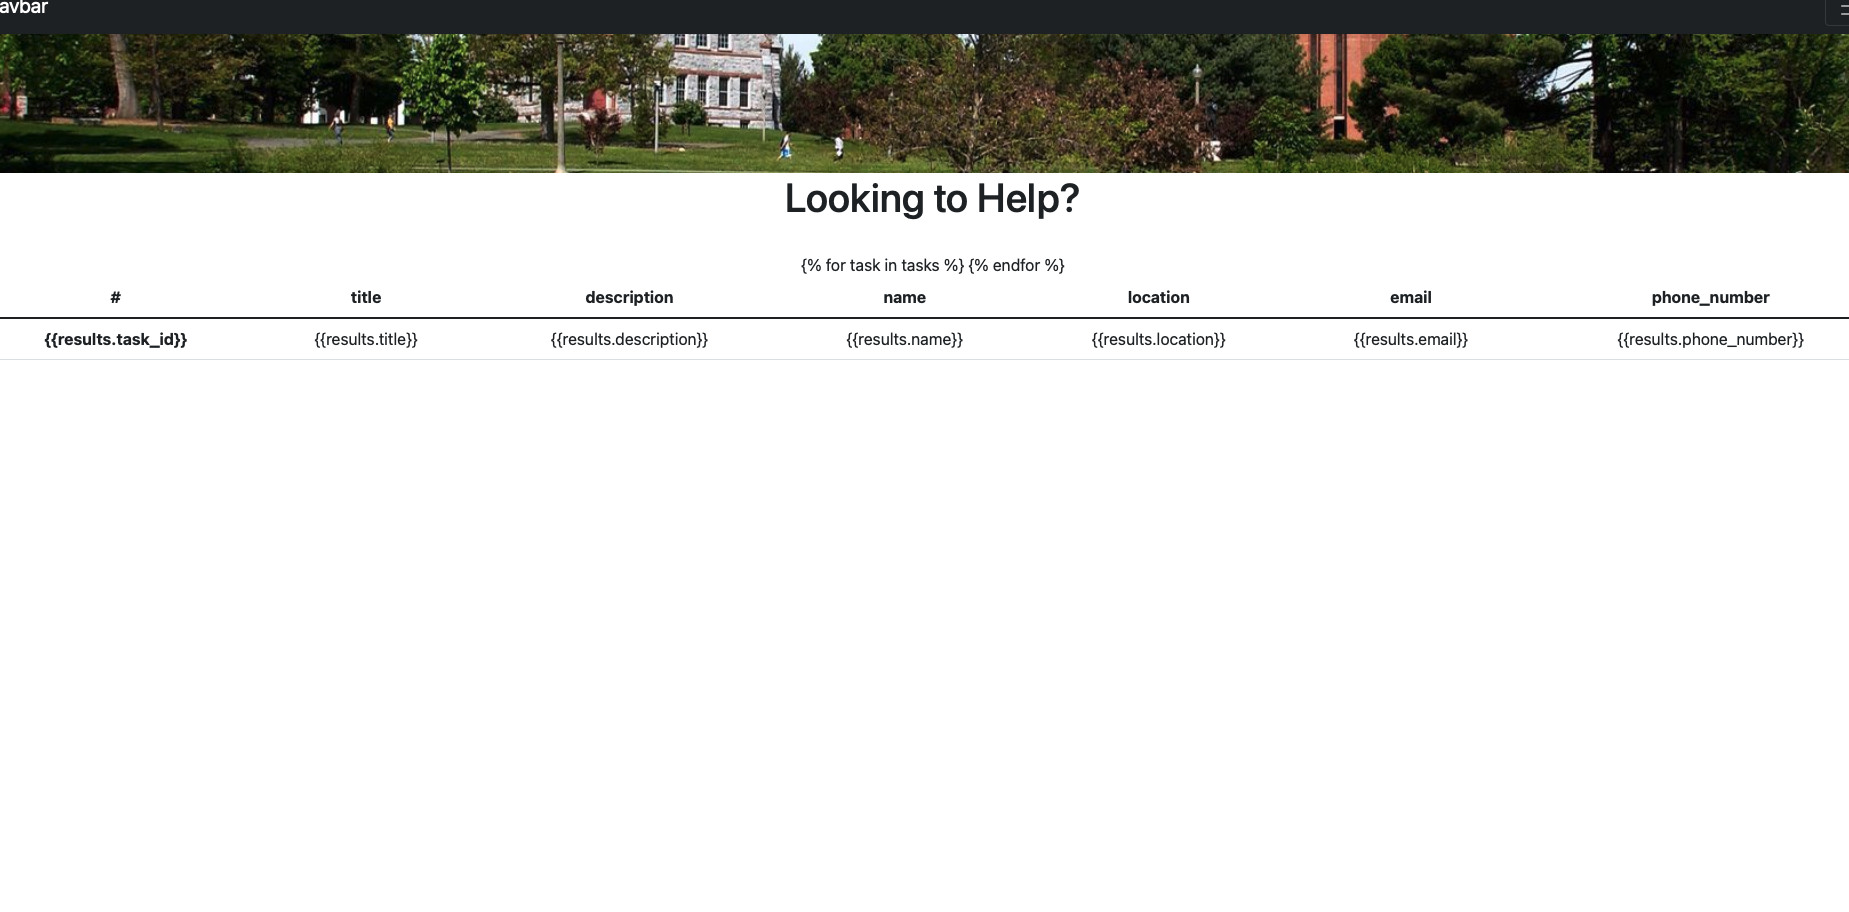 avbar
Looking to Help?
{% for task in tasks %} {% endfor %}
# title description name location email phone_number
{{results.task_id}} {{results.title}} {{results.description}} {{results.name}} {{results.location}} {{results.email}} {{results.phone_number}}